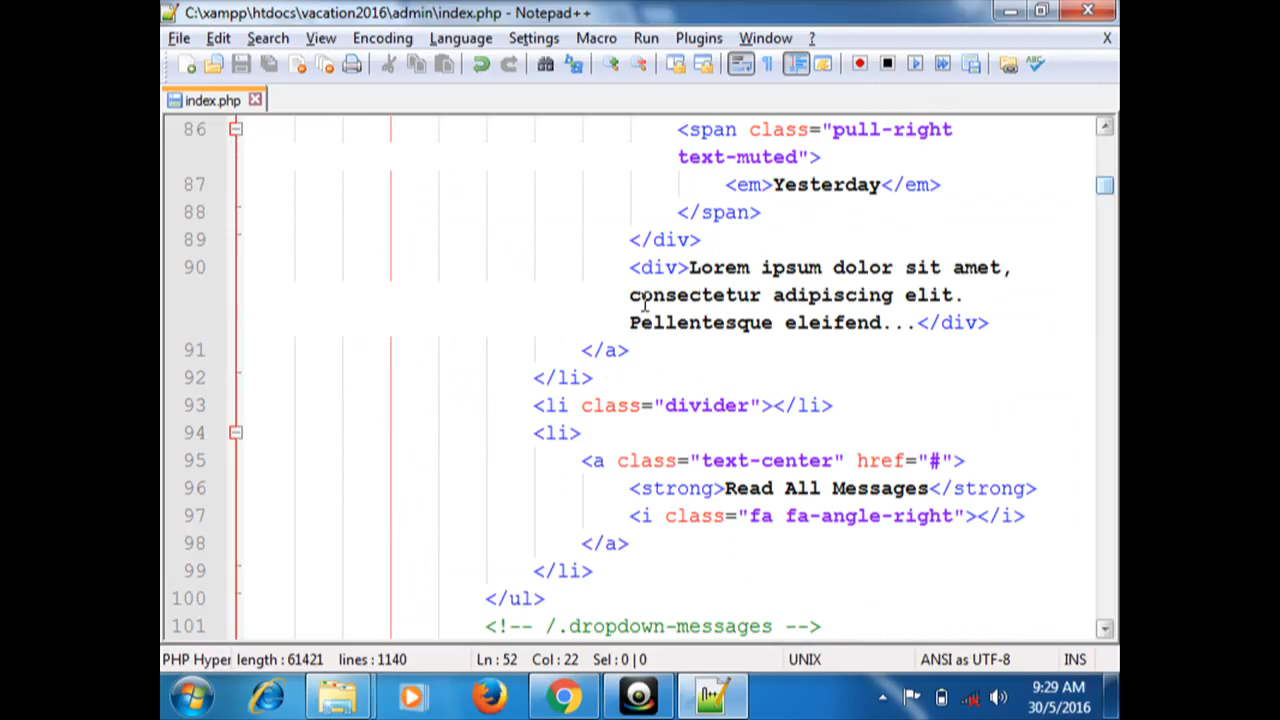 C:\xampp\htdocs\vacation2016\admin\index.php - Notepad++
File Edit Search View Encoding Language Settings Macro Run Plugins Window ? X
index.php
86 <span class="pull-right
text-muted">
87 <em>Yesterday</em>
88 </span>
89 </div>
90 <div>Lorem ipsum dolor sit amet,
consectetur adipiscing elit.
Pellentesque eleifend...</div>
91 </a>
92 </li>
93 <li class="divider"></li>
94 <li>
95 <a class="text-center" href="#">
96 <strong>Read All Messages</strong>
97 <i class="fa fa-angle-right"></i>
98 </a>
99 </li>
100 </ul>
101 <!-- /.dropdown-messages -->
PHP Hyper length : 61421 lines : 1140 Ln : 52 Col : 22 Sel : 0 | 0 UNIX ANSI as UTF-8 INS
9:29 AM
30/5/2016